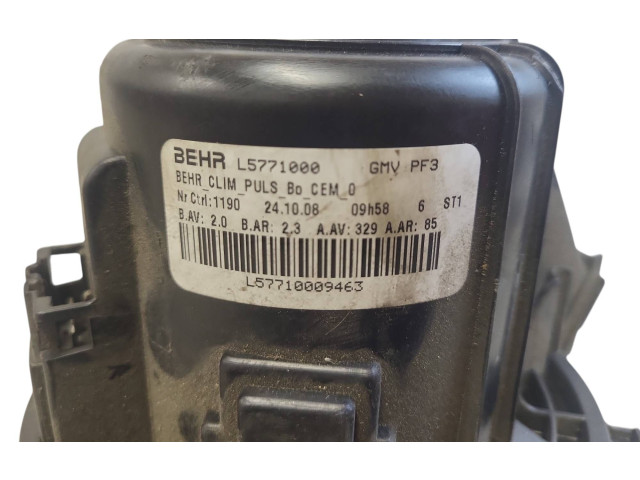 BEHR L5771000 GMV PF3
BEHR_CLIM_PULS_Bo_CEM_0
Nr Ctrl:1190 24.10.08 09h58 6 ST1
B.AV: 2.0 B.AR: 2.3 A.AV: 329 A.AR: 85
L57710009463